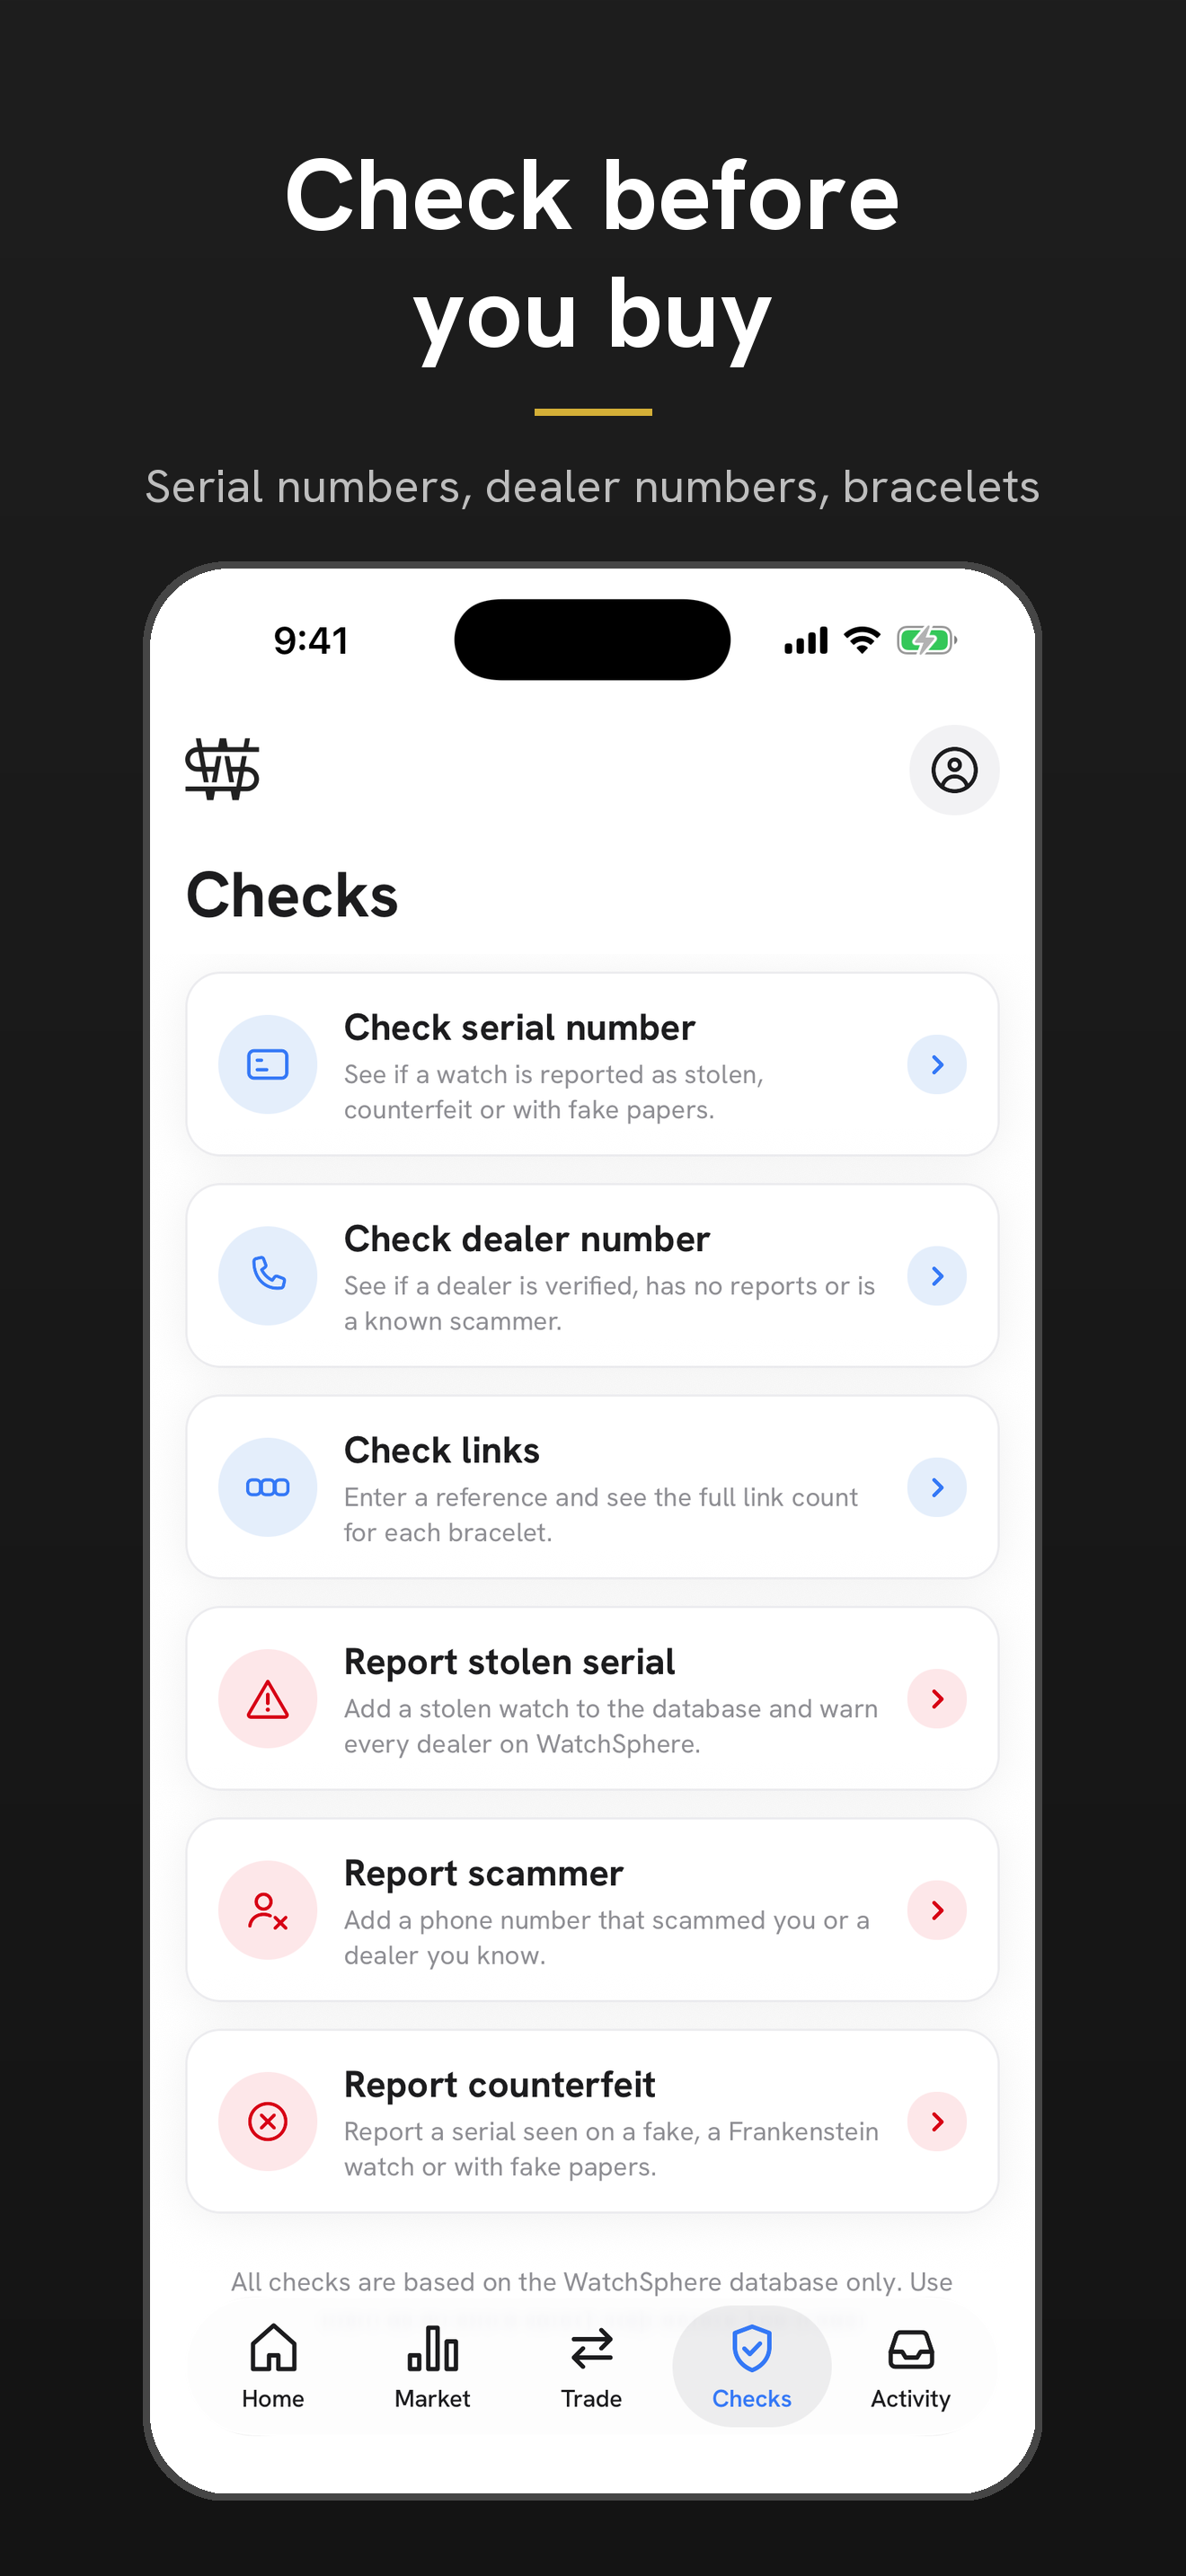 Check before
you buy
Serial numbers, dealer numbers, bracelets
9:41
Checks
Check serial number
See if a watch is reported as stolen,
counterfeit or with fake papers.
Check dealer number
See if a dealer is verified, has no reports or is
a known scammer.
Check links
Enter a reference and see the full link count
for each bracelet.
Report stolen serial
Add a stolen watch to the database and warn
every dealer on WatchSphere.
Report scammer
Add a phone number that scammed you or a
dealer you know.
Report counterfeit
Report a serial seen on a fake, a Frankenstein
watch or with fake papers.
All checks are based on the WatchSphere database only. Use
Home
Market
Trade
Checks
Activity